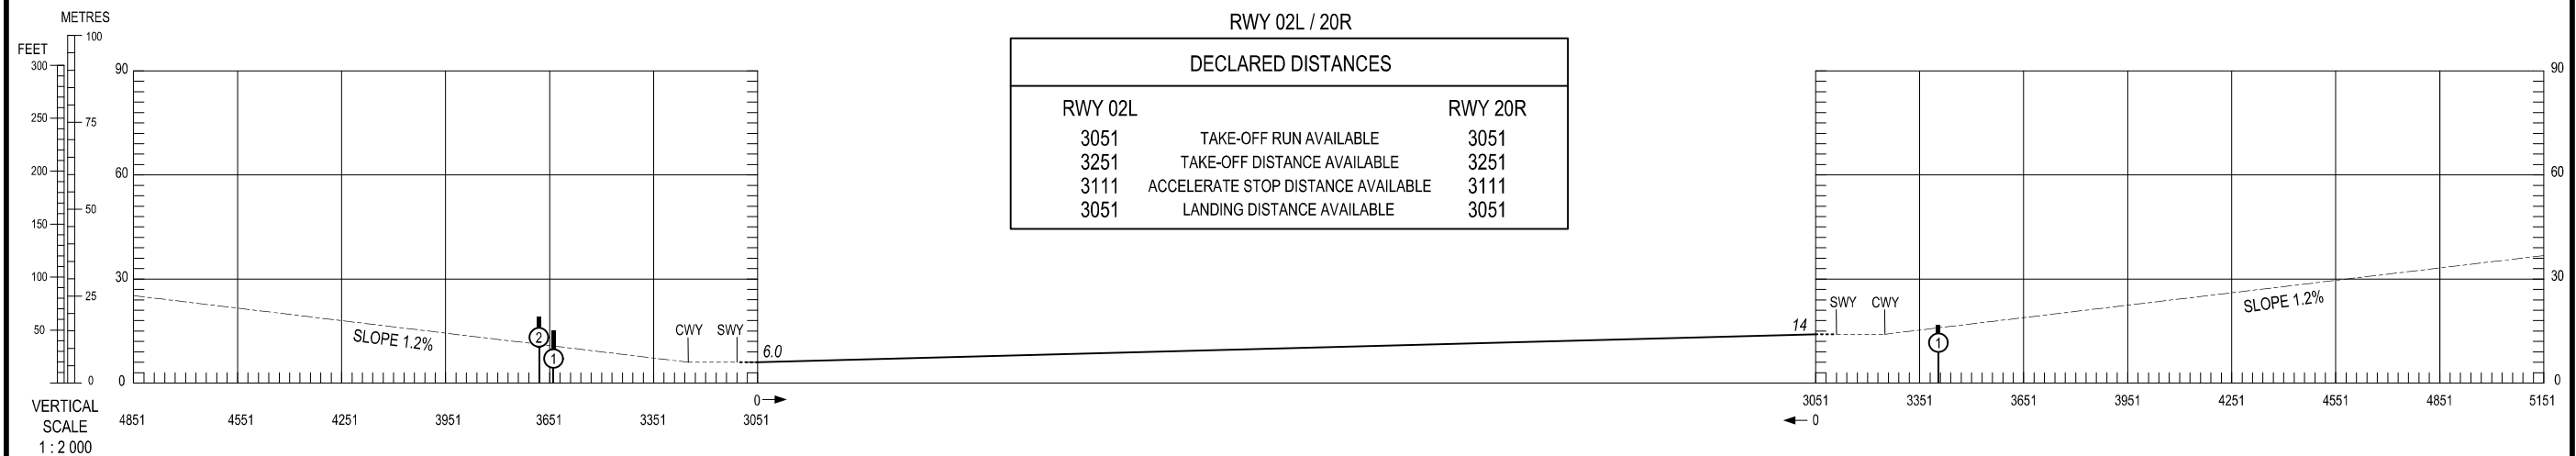 METRES
FEET
RWY 02L / 20R
DECLARED DISTANCES
RWY 02L RWY 20R
3051 TAKE-OFF RUN AVAILABLE 3051
3251 TAKE-OFF DISTANCE AVAILABLE 3251
3111 ACCELERATE STOP DISTANCE AVAILABLE 3111
3051 LANDING DISTANCE AVAILABLE 3051
300
250
200
150
100
50
100
75
50
25
0
90
60
30
0
SLOPE 1.2%
2
1
CWY SWY
6.0
14
SWY CWY
1
SLOPE 1.2%
90
60
30
0
VERTICAL
SCALE
1 : 2 000
4851 4551 4251 3951 3651 3351 3051
0
3051 3351 3651 3951 4251 4551 4851 5151
0